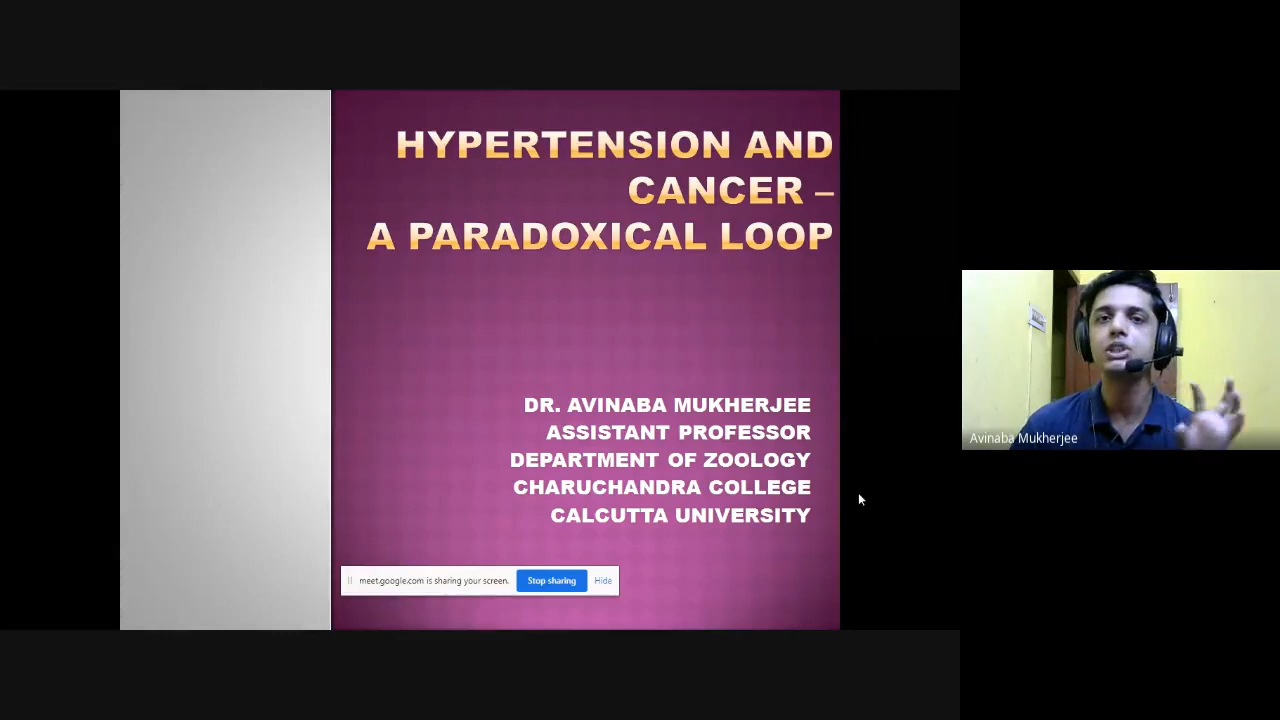 HYPERTENSION AND
CANCER –
A PARADOXICAL LOOP
DR. AVINABA MUKHERJEE
ASSISTANT PROFESSOR
DEPARTMENT OF ZOOLOGY
CHARUCHANDRA COLLEGE
CALCUTTA UNIVERSITY
meet.google.com is sharing your screen.
Stop sharing
Hide
Avinaba Mukherjee